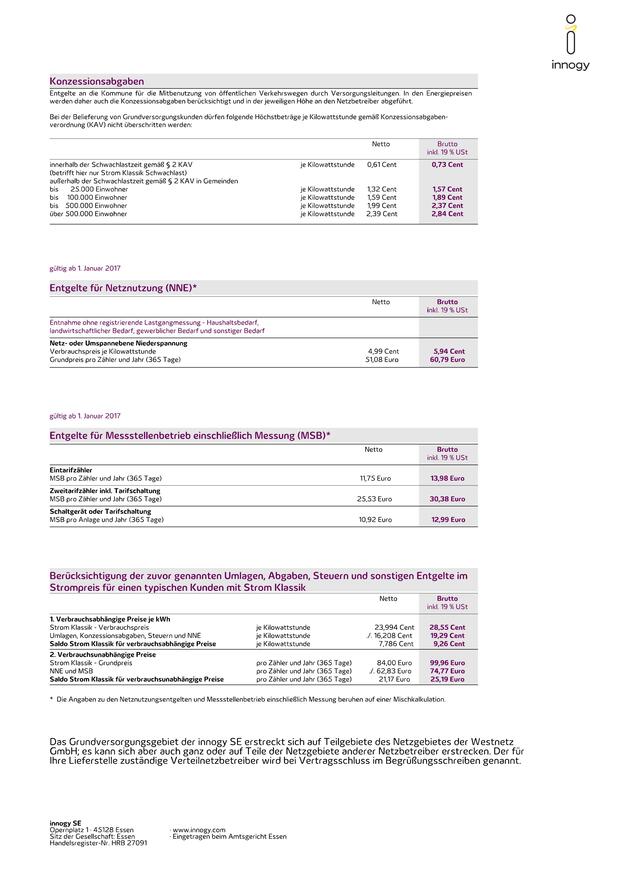 innogy
Konzessionsabgaben
Entgelte an die Kommune für die Mitbenutzung von öffentlichen Verkehrswegen durch Versorgungsleitungen. In den Energiepreisen
werden daher auch die Konzessionsabgaben berücksichtigt und in der jeweiligen Höhe an den Netzbetreiber abgeführt.
Bei der Belieferung von Grundversorgungskunden dürfen folgende Höchstbeträge je Kilowattstunde gemäß Konzessionsabgaben-
verordnung (KAV) nicht überschritten werden:
Netto Brutto
inkl. 19 % USt
innerhalb der Schwachlastzeit gemäß § 2 KAV je Kilowattstunde 0,61 Cent 0,73 Cent
(betrifft hier nur Strom Klassik Schwachlast)
außerhalb der Schwachlastzeit gemäß § 2 KAV in Gemeinden
bis 25.000 Einwohner je Kilowattstunde 1,32 Cent 1,57 Cent
bis 100.000 Einwohner je Kilowattstunde 1,59 Cent 1,89 Cent
bis 500.000 Einwohner je Kilowattstunde 1,99 Cent 2,37 Cent
über 500.000 Einwohner je Kilowattstunde 2,39 Cent 2,84 Cent
gültig ab 1. Januar 2017
Entgelte für Netznutzung (NNE)*
Netto Brutto
inkl. 19 % USt
Entnahme ohne registrierende Lastgangmessung - Haushaltsbedarf,
landwirtschaftlicher Bedarf, gewerblicher Bedarf und sonstiger Bedarf
Netz- oder Umspannebene Niederspannung
Verbrauchspreis je Kilowattstunde 4,99 Cent 5,94 Cent
Grundpreis pro Zähler und Jahr (365 Tage) 51,08 Euro 60,79 Euro
gültig ab 1. Januar 2017
Entgelte für Messstellenbetrieb einschließlich Messung (MSB)*
Netto Brutto
inkl. 19 % USt
Eintarifzähler
MSB pro Zähler und Jahr (365 Tage) 11,75 Euro 13,98 Euro
Zweitarifzähler inkl. Tarifschaltung
MSB pro Zähler und Jahr (365 Tage) 25,53 Euro 30,38 Euro
Schaltgerät oder Tarifschaltung
MSB pro Anlage und Jahr (365 Tage) 10,92 Euro 12,99 Euro
Berücksichtigung der zuvor genannten Umlagen, Abgaben, Steuern und sonstigen Entgelte im
Strompreis für einen typischen Kunden mit Strom Klassik
Netto Brutto
inkl. 19 % USt
1. Verbrauchsabhängige Preise je kWh
Strom Klassik - Verbrauchspreis je Kilowattstunde 23,994 Cent 28,55 Cent
Umlagen, Konzessionsabgaben, Steuern und NNE je Kilowattstunde ./. 16,208 Cent 19,29 Cent
Saldo Strom Klassik für verbrauchsabhängige Preise je Kilowattstunde 7,786 Cent 9,26 Cent
2. Verbrauchsunabhängige Preise
Strom Klassik - Grundpreis pro Zähler und Jahr (365 Tage) 84,00 Euro 99,96 Euro
NNE und MSB pro Zähler und Jahr (365 Tage) ./. 62,83 Euro 74,77 Euro
Saldo Strom Klassik für verbrauchsunabhängige Preise pro Zähler und Jahr (365 Tage) 21,17 Euro 25,19 Euro
* Die Angaben zu den Netznutzungsentgelten und Messstellenbetrieb einschließlich Messung beruhen auf einer Mischkalkulation.
Das Grundversorgungsgebiet der innogy SE erstreckt sich auf Teilgebiete des Netzgebietes der Westnetz
GmbH; es kann sich aber auch ganz oder auf Teile der Netzgebiete anderer Netzbetreiber erstrecken. Der für
Ihre Lieferstelle zuständige Verteilnetzbetreiber wird bei Vertragsschluss im Begrüßungsschreiben genannt.
innogy SE
Opernplatz 1 · 45128 Essen · www.innogy.com
Sitz der Gesellschaft: Essen · Eingetragen beim Amtsgericht Essen
Handelsregister-Nr. HRB 27091